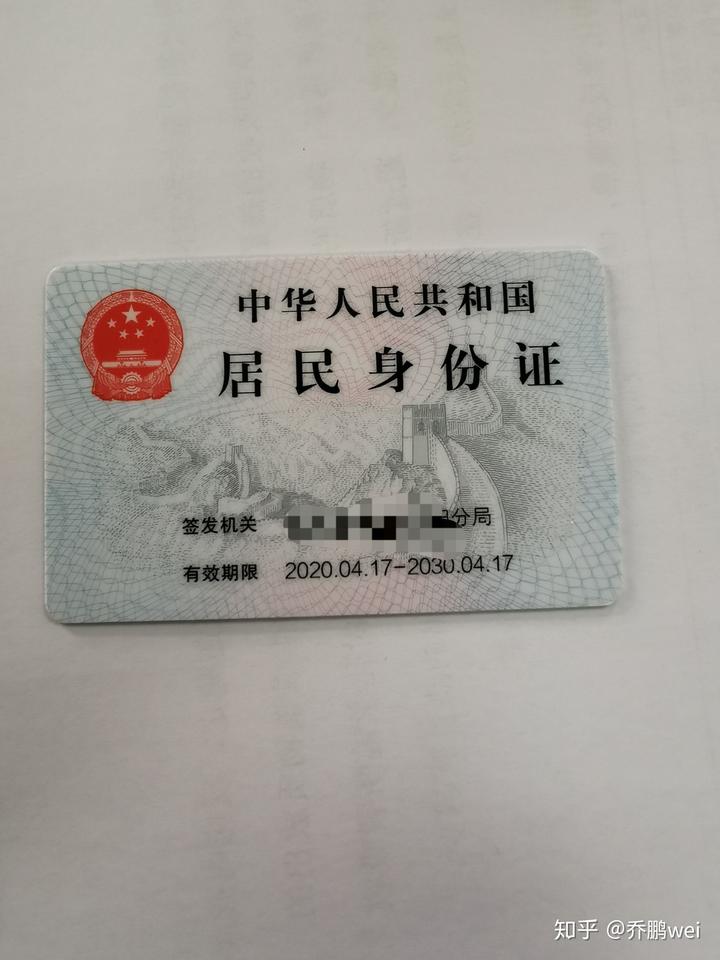 中华人民共和国
居民身份证
签发机关 分局
有效期限 2020.04.17-2030.04.17
知乎 @乔鹏wei